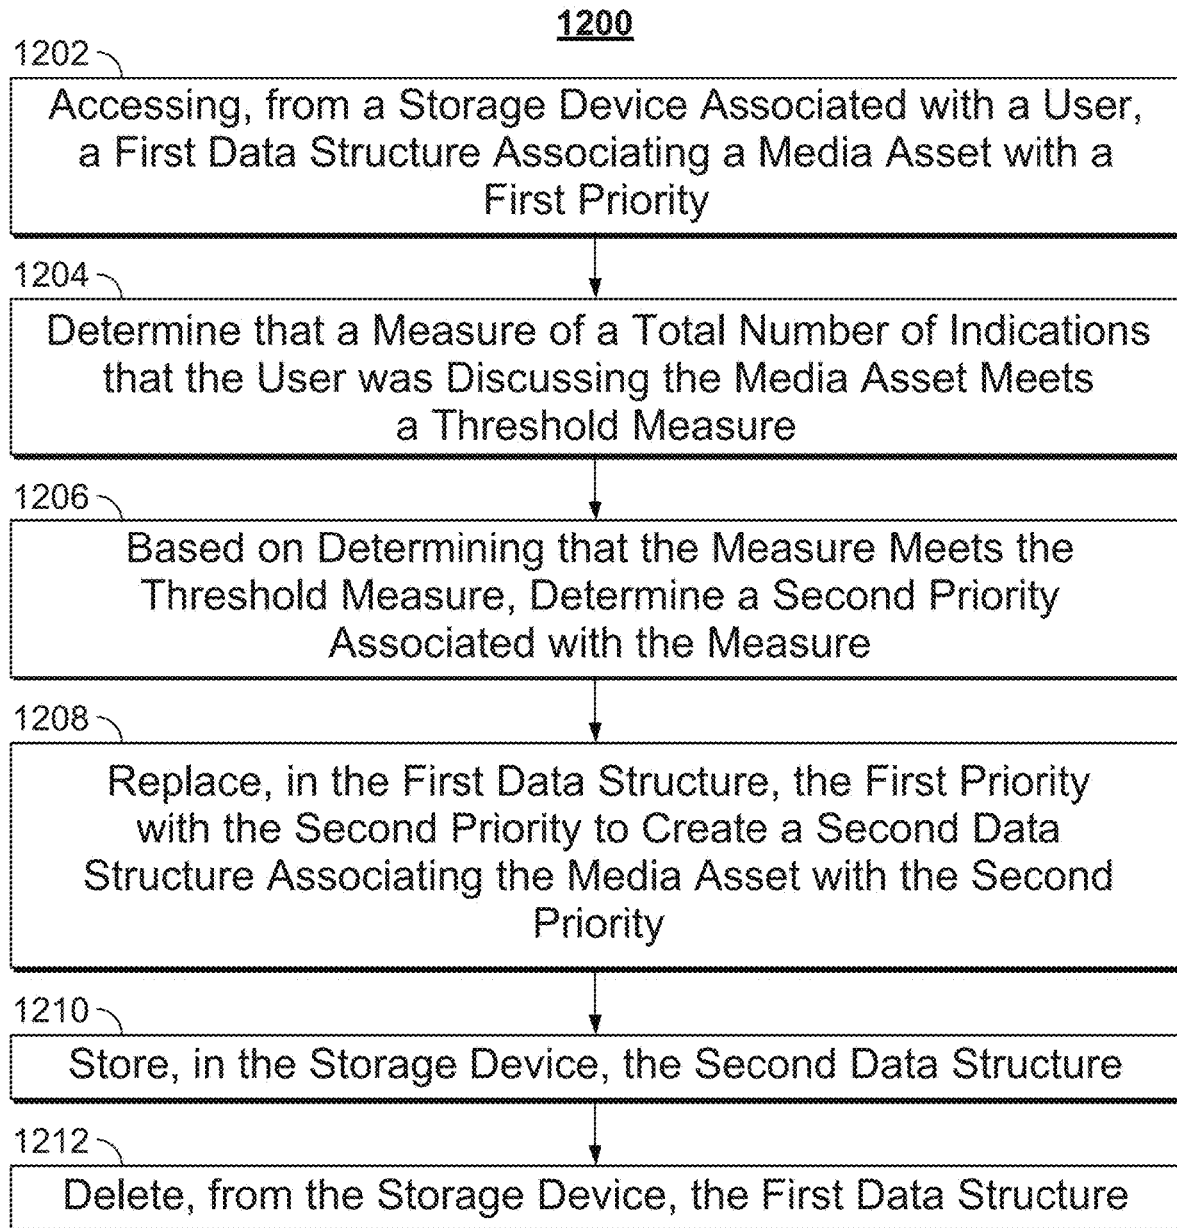 1200
1202
Accessing, from a Storage Device Associated with a User,
a First Data Structure Associating a Media Asset with a
First Priority
1204
Determine that a Measure of a Total Number of Indications
that the User was Discussing the Media Asset Meets
a Threshold Measure
1206
Based on Determining that the Measure Meets the
Threshold Measure, Determine a Second Priority
Associated with the Measure
1208
Replace, in the First Data Structure, the First Priority
with the Second Priority to Create a Second Data
Structure Associating the Media Asset with the Second
Priority
1210
Store, in the Storage Device, the Second Data Structure
1212
Delete, from the Storage Device, the First Data Structure